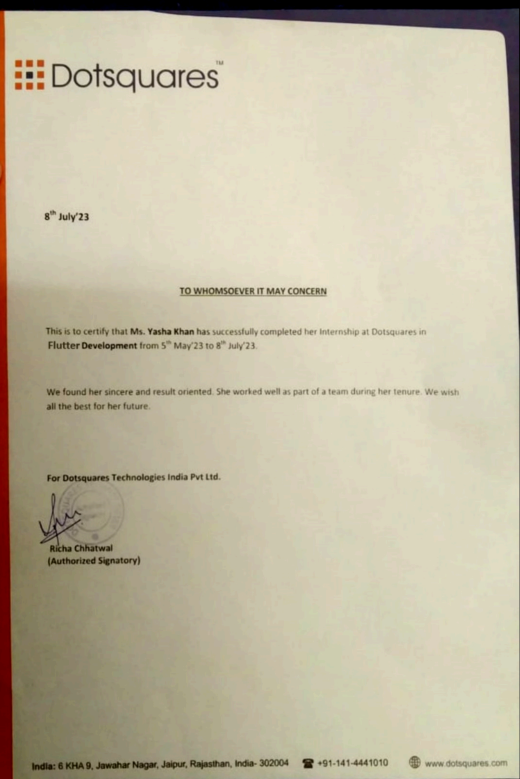 Dotsquares™
8th July'23
TO WHOMSOEVER IT MAY CONCERN
This is to certify that Ms. Yasha Khan has successfully completed her Internship at Dotsquares in
Flutter Development from 5th May'23 to 8th July'23.
We found her sincere and result oriented. She worked well as part of a team during her tenure. We wish
all the best for her future.
For Dotsquares Technologies India Pvt Ltd.
Richa Chhatwal
(Authorized Signatory)
India: 6 KHA 9, Jawahar Nagar, Jaipur, Rajasthan, India- 302004 ☎ +91-141-4441010 www.dotsquares.com